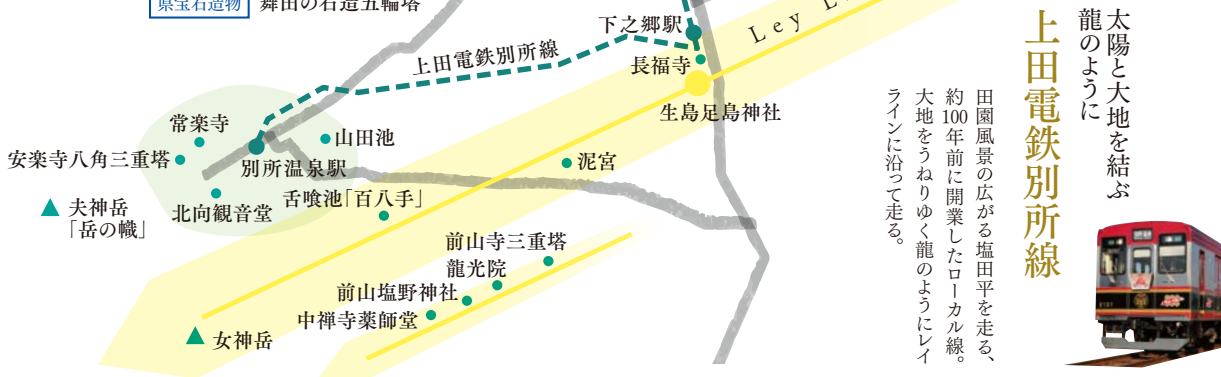 太陽と大地を結ぶ
龍のように
上田電鉄別所線
田園風景の広がる塩田平を走る、
約100年前に開業したローカル線。
大地をうねりゆく龍のようにレイ
ラインに沿って走る。
県宝石造物 舞田の石造五輪塔
下之郷駅
Ley L
上田電鉄別所線
長福寺
生島足島神社
常楽寺
山田池
安楽寺八角三重塔
別所温泉駅
泥宮
夫神岳
「岳の幟」
北向観音堂
舌喰池「百八手」
前山寺三重塔
龍光院
前山塩野神社
中禅寺薬師堂
女神岳